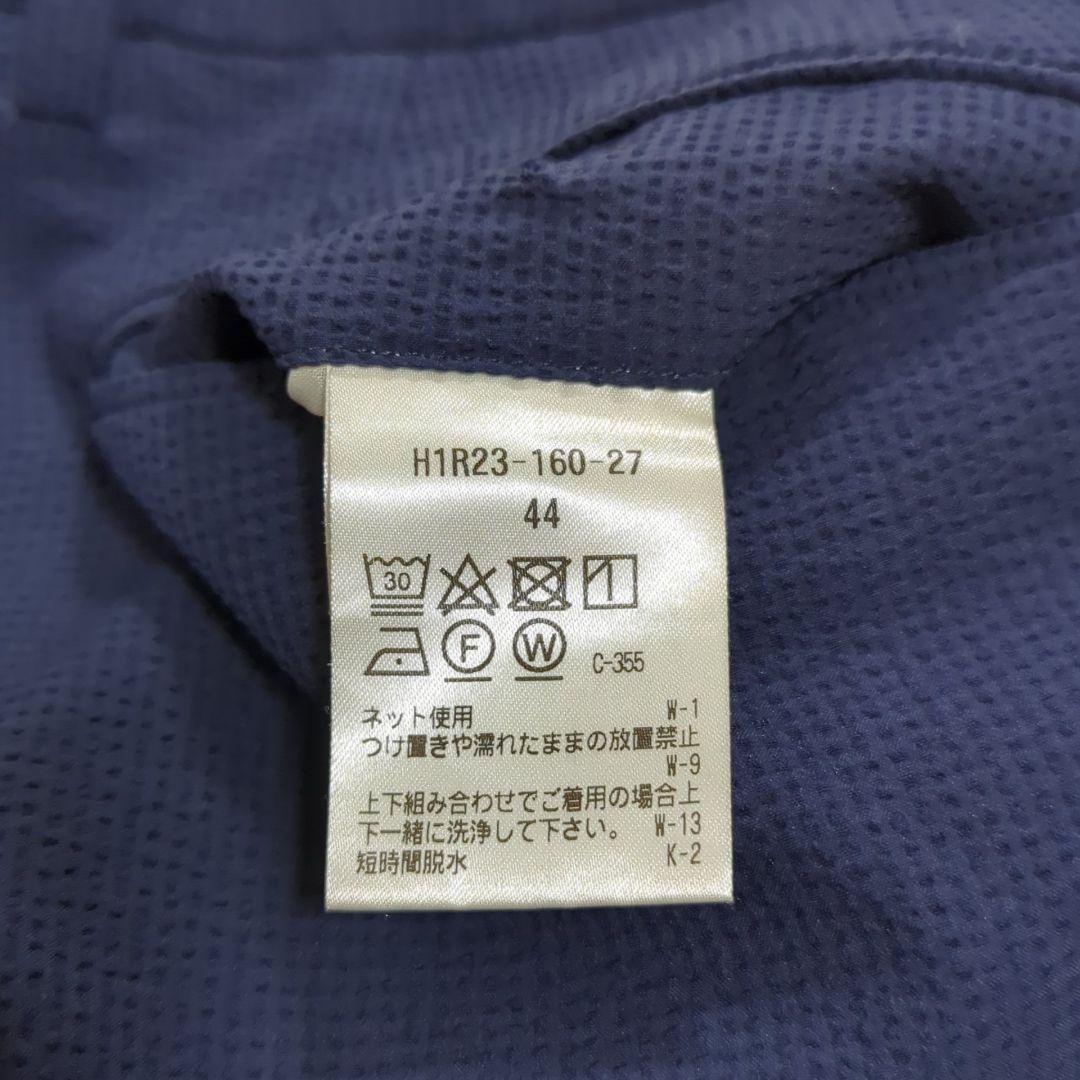 H1R23-160-27
44
30
F W C-355
ネット使用 W-1
つけ置きや濡れたままの放置禁止
W-9
上下組み合わせでご着用の場合上
下一緒に洗浄して下さい。 W-13
短時間脱水 K-2